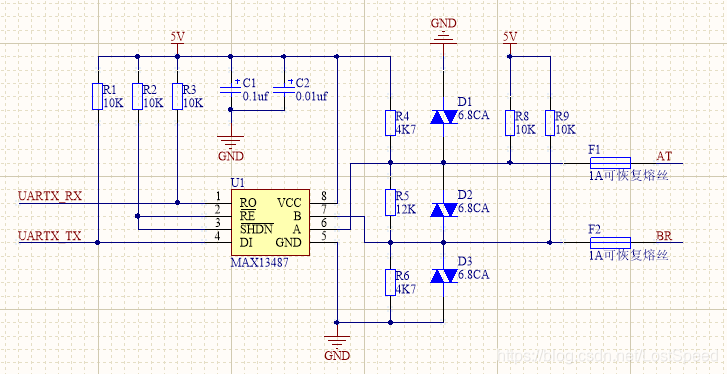 GND
5V
5V
R1
10K
R2
10K
R3
10K
C1
0.1uf
C2
0.01uf
R4
4K7
D1
6.8CA
R8
10K
R9
10K
GND
F1
AT
1A可恢复熔丝
U1
UARTX_RX
1
RO
VCC
8
2
RE
B
7
3
SHDN
A
6
UARTX_TX
4
DI
GND
5
MAX13487
R5
12K
D2
6.8CA
F2
BR
1A可恢复熔丝
R6
4K7
D3
6.8CA
GND
https://blog.csdn.net/LostSpeed